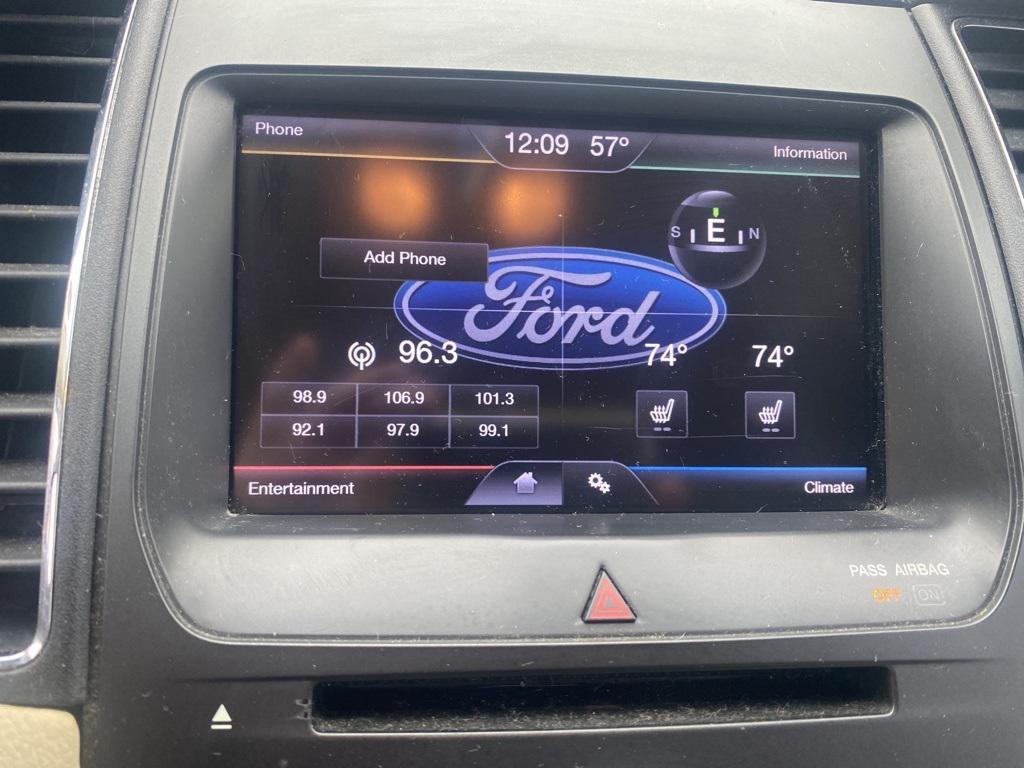 Phone
12:09 57°
Information
S E N
Add Phone
Ford
96.3
74° 74°
98.9 106.9 101.3
92.1 97.9 99.1
Entertainment
Climate
PASS AIRBAG
OFF ON